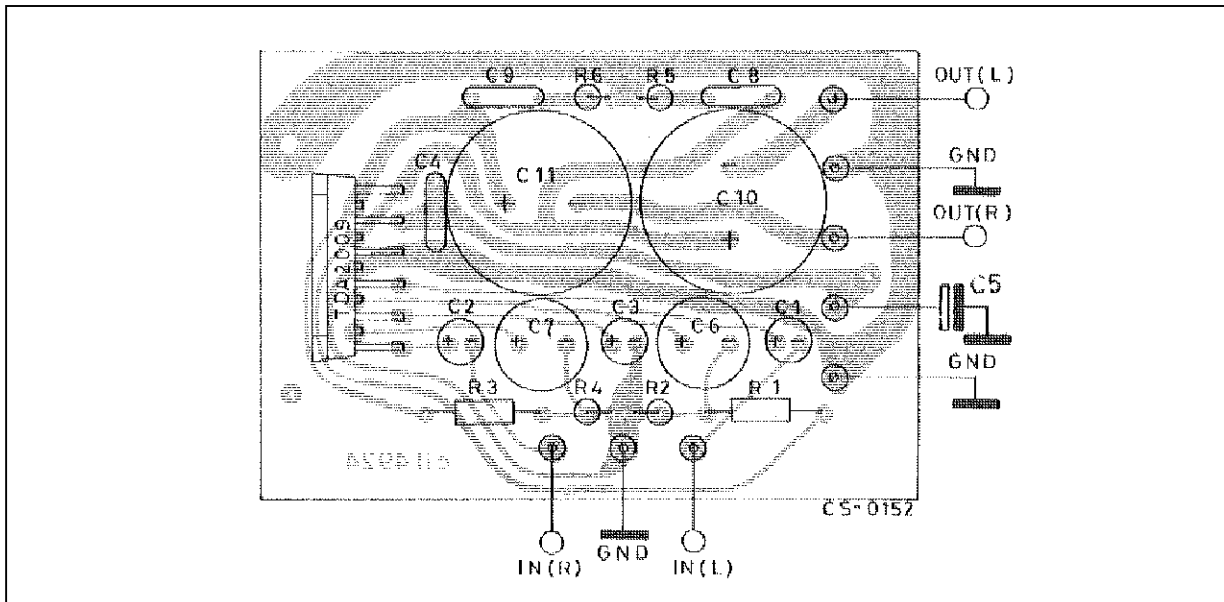 C9 R6 R5 C8
OUT(L)
GND
C4
C11
C10
OUT(R)
TDA2009
C5
C2 C7 C3 C6 C1
GND
R3 R4 R2 R1
CS-0152
GND
IN(R) IN(L)